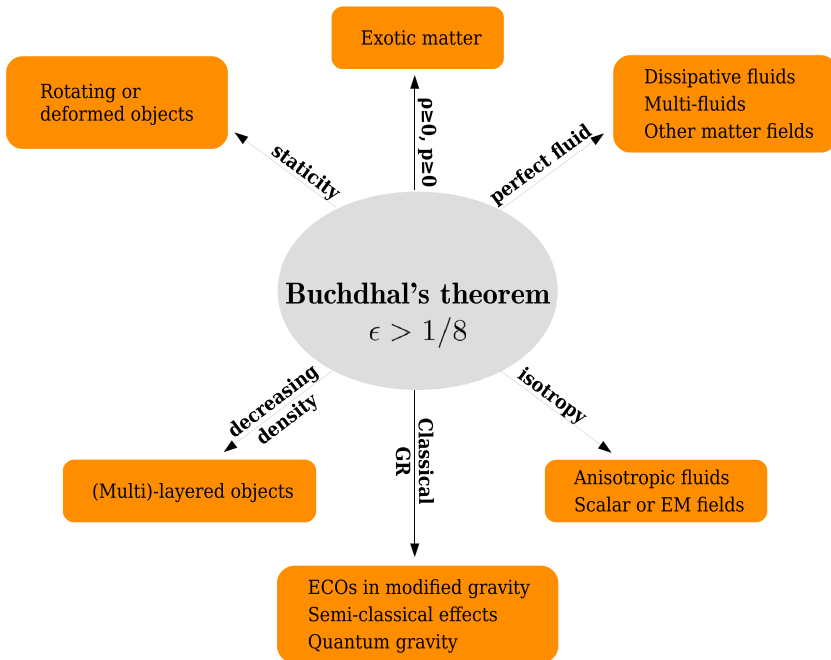 Exotic matter
Rotating or
deformed objects
Dissipative fluids
Multi-fluids
Other matter fields
staticity
ρ≥0, p≥0
perfect fluid
Buchdhal's theorem
ϵ > 1/8
decreasing
density
Classical
GR
isotropy
(Multi)-layered objects
Anisotropic fluids
Scalar or EM fields
ECOs in modified gravity
Semi-classical effects
Quantum gravity